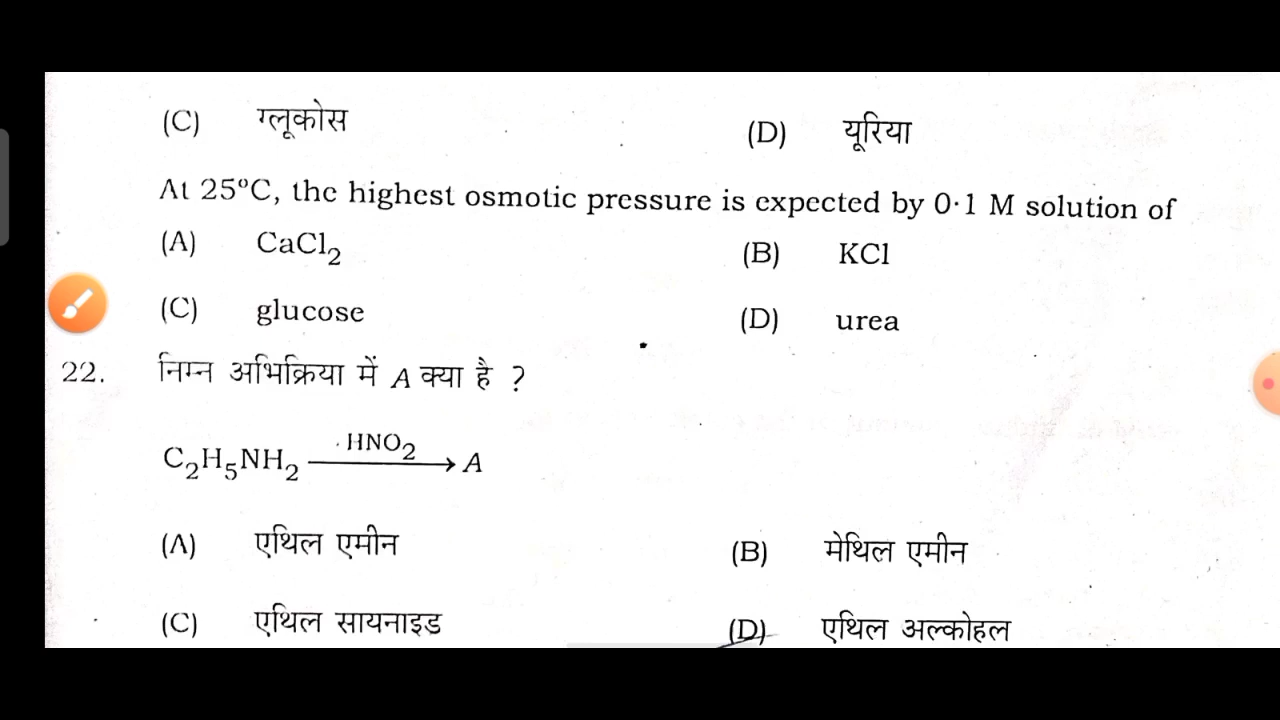 (C) ग्लूकोस (D) यूरिया
At 25°C, the highest osmotic pressure is expected by 0·1 M solution of
(A) CaCl₂ (B) KCl
(C) glucose (D) urea
22. निम्न अभिक्रिया में A क्या है ?
C₂H₅NH₂ —HNO₂→ A
(A) एथिल एमीन (B) मेथिल एमीन
(C) एथिल सायनाइड (D) एथिल अल्कोहल